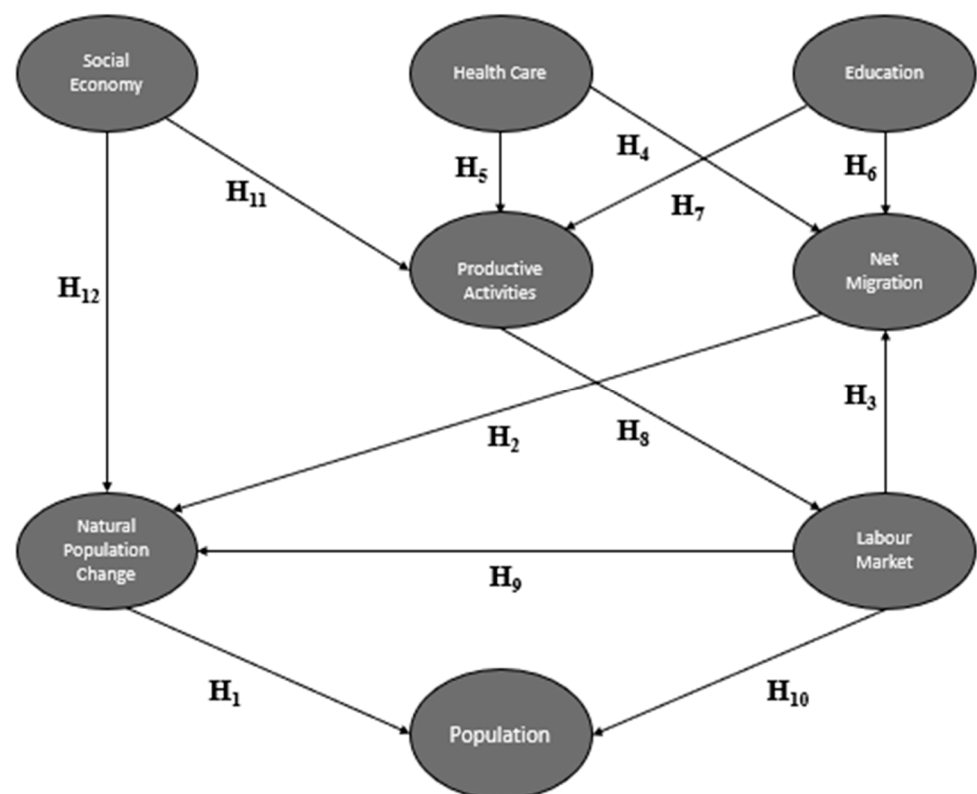 Social
Economy
Health Care
Education
H₅
H₄
H₆
H₁₁
H₇
Productive
Activities
Net
Migration
H₁₂
H₃
H₂
H₈
Natural
Population
Change
Labour
Market
H₉
H₁
H₁₀
Population